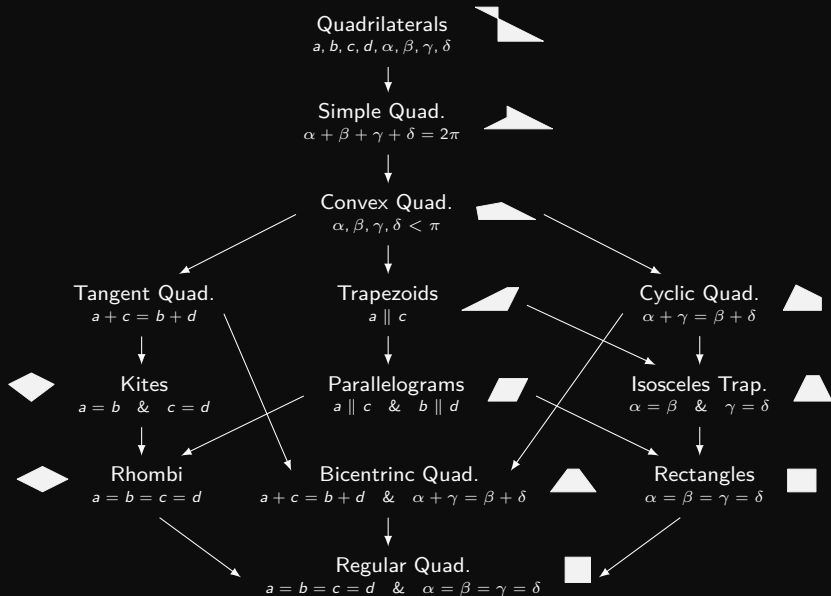 Quadrilaterals
a, b, c, d, α, β, γ, δ
Simple Quad.
α + β + γ + δ = 2π
Convex Quad.
α, β, γ, δ < π
Tangent Quad.
a + c = b + d
Trapezoids
a ∥ c
Cyclic Quad.
α + γ = β + δ
Kites
a = b & c = d
Parallelograms
a ∥ c & b ∥ d
Isosceles Trap.
α = β & γ = δ
Rhombi
a = b = c = d
Bicentrinc Quad.
a + c = b + d & α + γ = β + δ
Rectangles
α = β = γ = δ
Regular Quad.
a = b = c = d & α = β = γ = δ